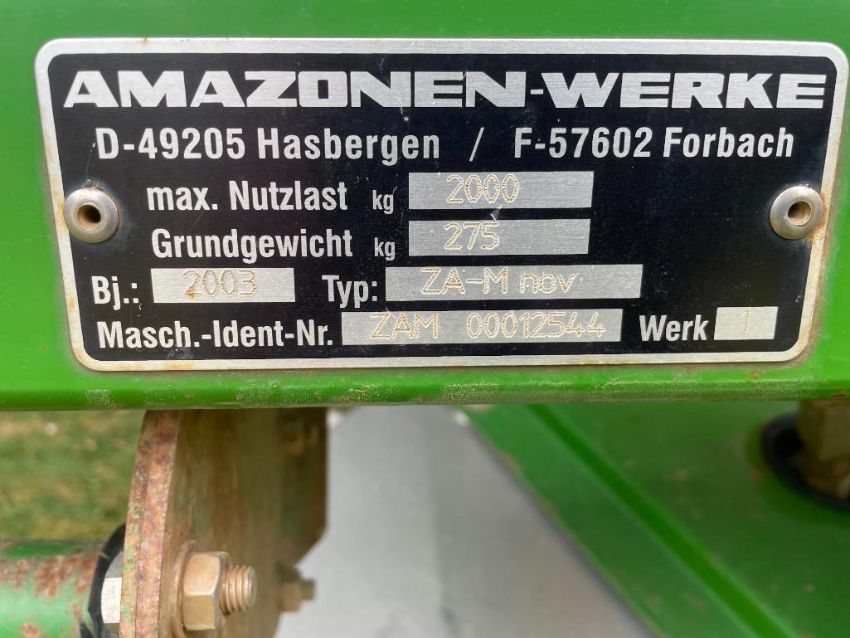 AMAZONEN-WERKE
D-49205 Hasbergen / F-57602 Forbach
max. Nutzlast kg 2000
Grundgewicht kg 275
Bj.: 2003 Typ: ZA-M nov
Masch.-Ident-Nr. ZAM 00012544 Werk 1